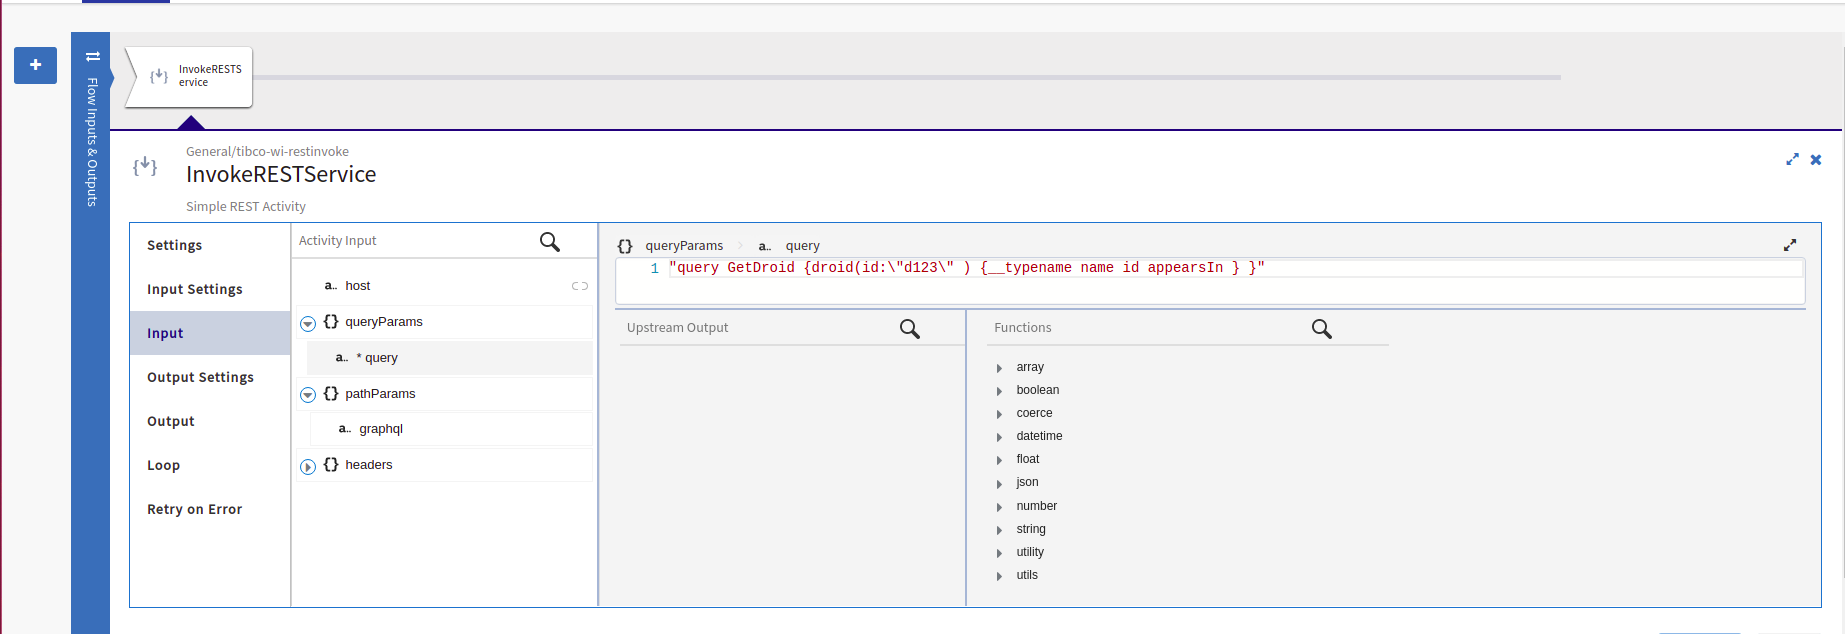 +
Flow Inputs & Outputs
InvokeRESTS
ervice
General/tibco-wi-restinvoke
InvokeRESTService
Simple REST Activity
Settings
Input Settings
Input
Output Settings
Output
Loop
Retry on Error
Activity Input
a.. host
{} queryParams
a.. * query
{} pathParams
a.. graphql
{} headers
{} queryParams a.. query
1 "query GetDroid {droid(id:\"d123\" ) {__typename name id appearsIn } }"
Upstream Output
Functions
array
boolean
coerce
datetime
float
json
number
string
utility
utils